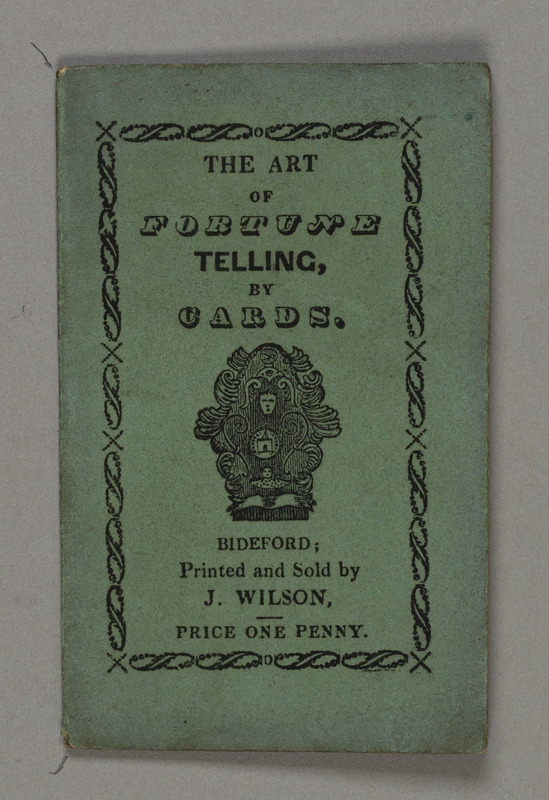 THE ART
OF
FORTUNE
TELLING,
BY
CARDS.
BIDEFORD;
Printed and Sold by
J. WILSON,
PRICE ONE PENNY.